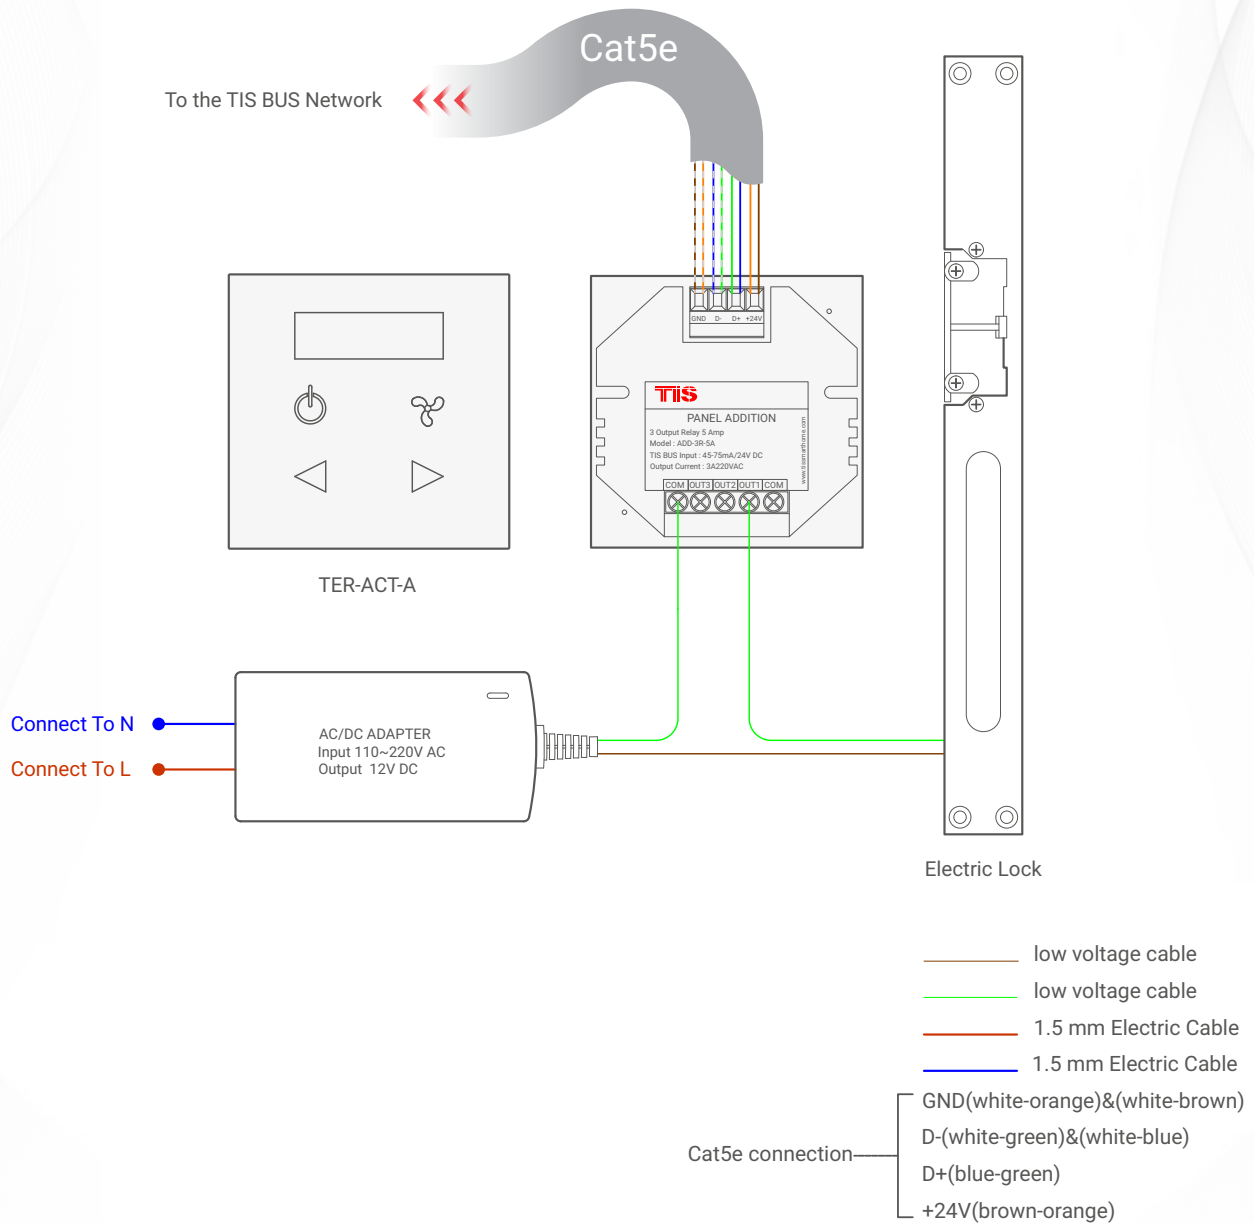 Cat5e
To the TIS BUS Network
GND D- D+ +24V
TIS
PANEL ADDITION
3 Output Relay 5 Amp
Model : ADD-3R-5A
TIS BUS Input : 45-75mA/24V DC
Output Current : 3A220VAC
www.tissmarthome.com
COM OUT3 OUT2 OUT1 COM
TER-ACT-A
Connect To N
Connect To L
AC/DC ADAPTER
Input 110~220V AC
Output 12V DC
Electric Lock
low voltage cable
low voltage cable
1.5 mm Electric Cable
1.5 mm Electric Cable
Cat5e connection
GND(white-orange)&(white-brown)
D-(white-green)&(white-blue)
D+(blue-green)
+24V(brown-orange)